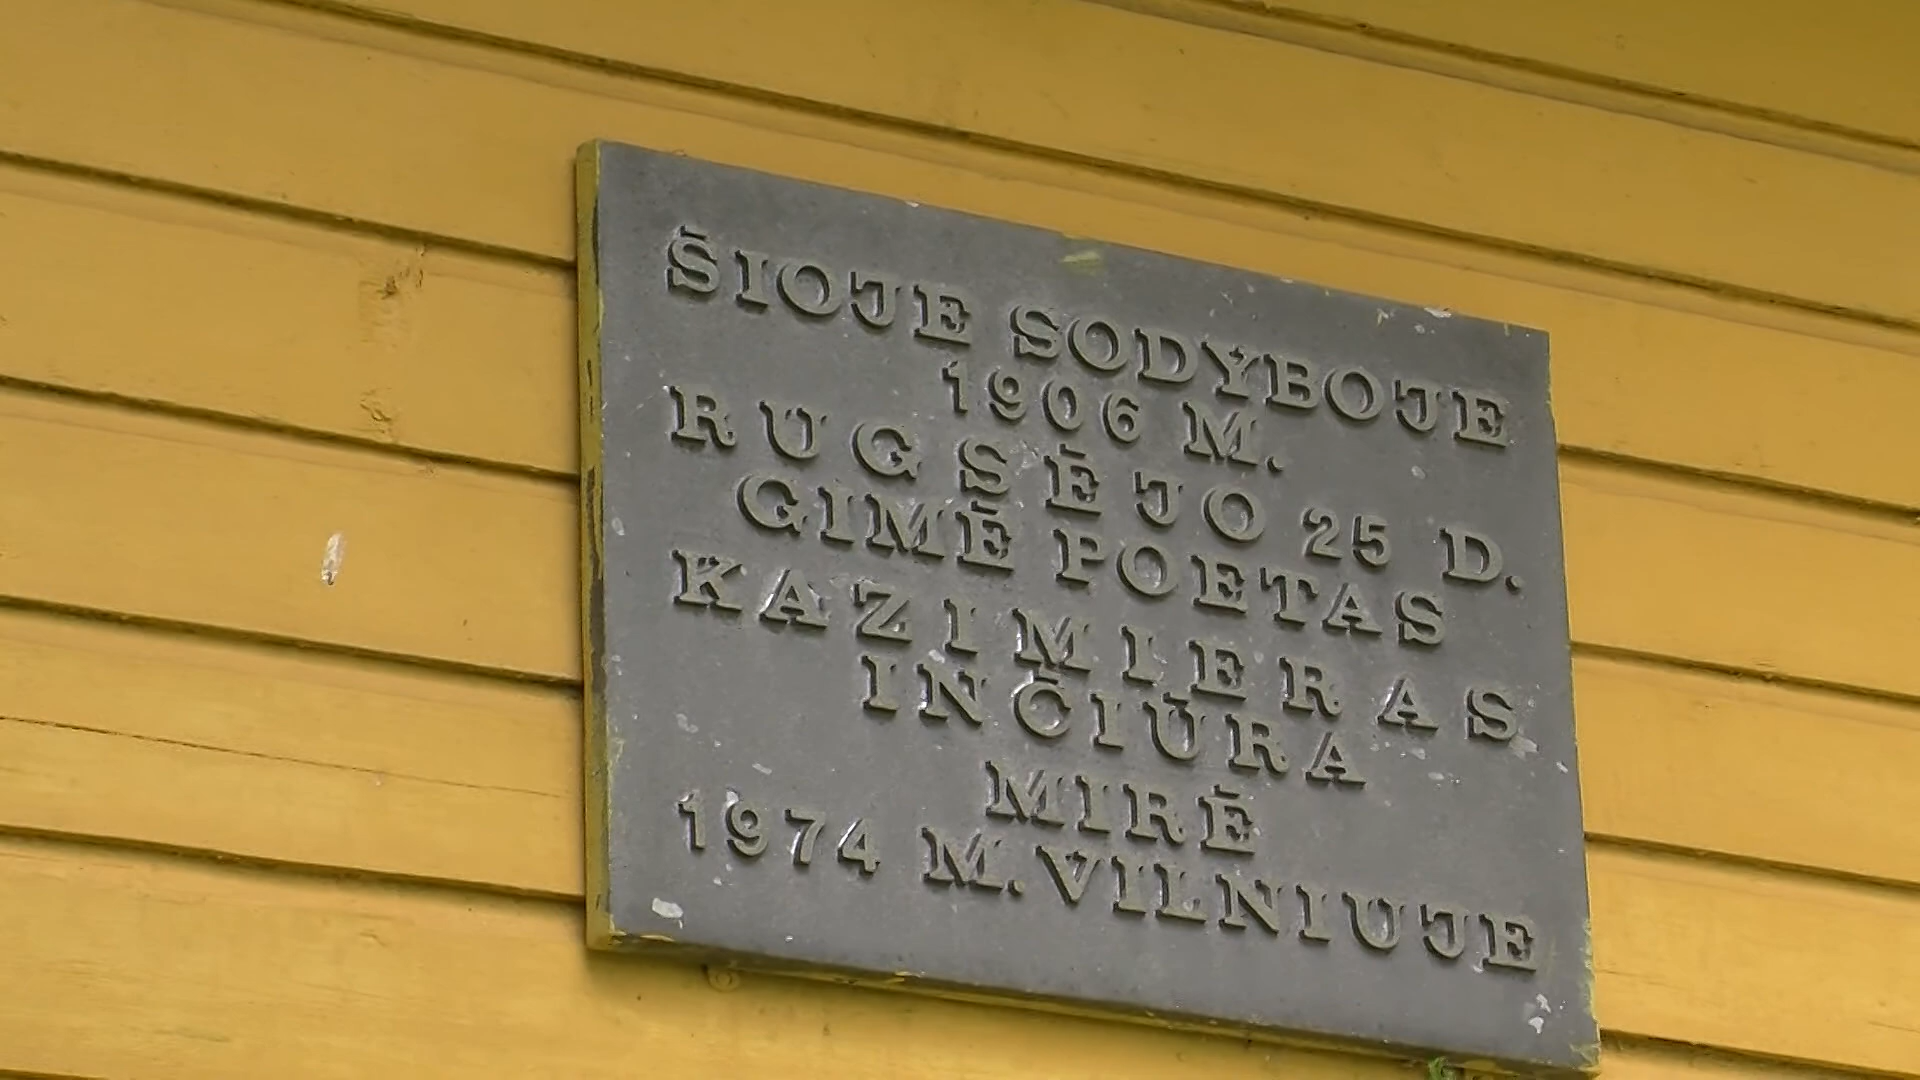 ŠIOJE SODYBOJE
1906 M.
RUGSĖJO 25 D.
GIMĖ POETAS
KAZIMIERAS
INČIŪRA
MIRĖ
1974 M. VILNIUJE